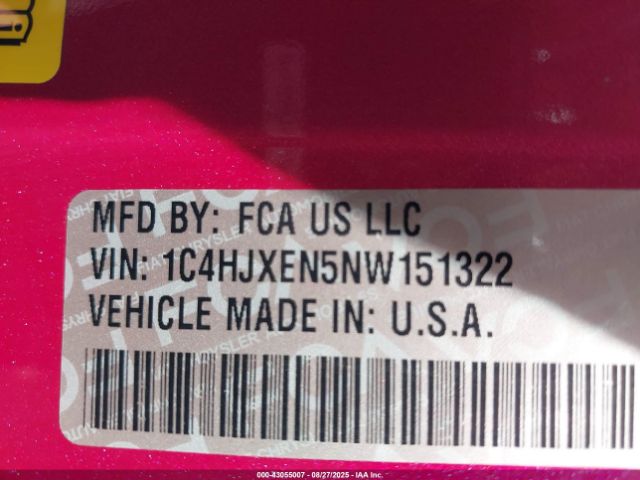 MFD BY: FCA US LLC
VIN: 1C4HJXEN5NW151322
VEHICLE MADE IN: U.S.A.
000-43055007 - 08/27/2025 - IAA Inc.